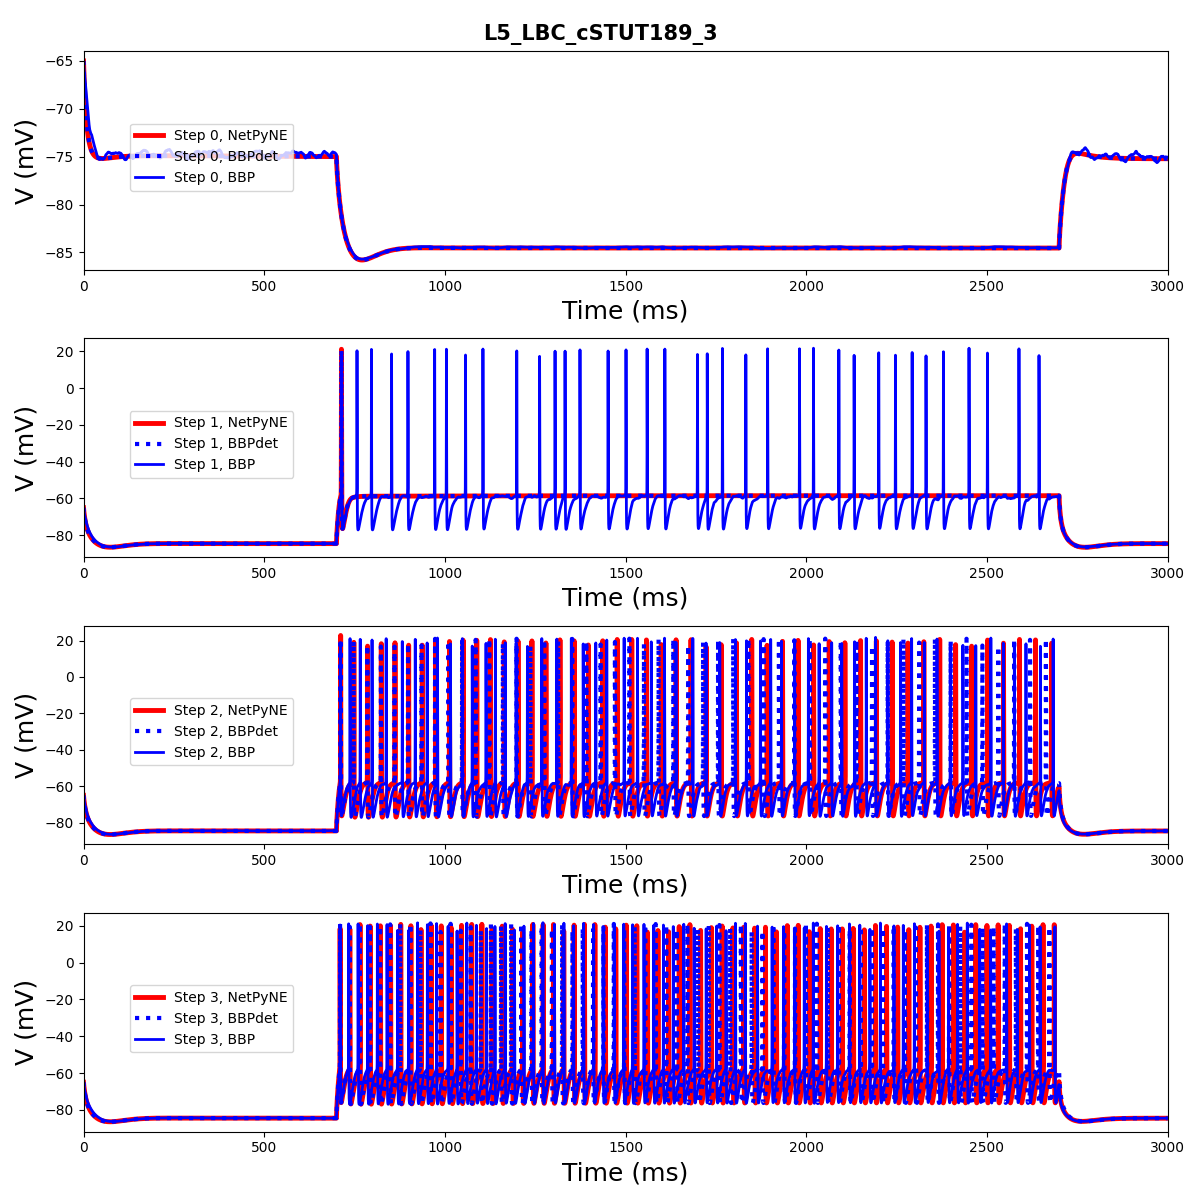 L5_LBC_cSTUT189_3
−65
−70
−75
−80
−85
V (mV)
Step 0, NetPyNE
Step 0, BBPdet
Step 0, BBP
0 500 1000 1500 2000 2500 3000
Time (ms)
20
0
−20
−40
−60
−80
V (mV)
Step 1, NetPyNE
Step 1, BBPdet
Step 1, BBP
0 500 1000 1500 2000 2500 3000
Time (ms)
20
0
−20
−40
−60
−80
V (mV)
Step 2, NetPyNE
Step 2, BBPdet
Step 2, BBP
0 500 1000 1500 2000 2500 3000
Time (ms)
20
0
−20
−40
−60
−80
V (mV)
Step 3, NetPyNE
Step 3, BBPdet
Step 3, BBP
0 500 1000 1500 2000 2500 3000
Time (ms)